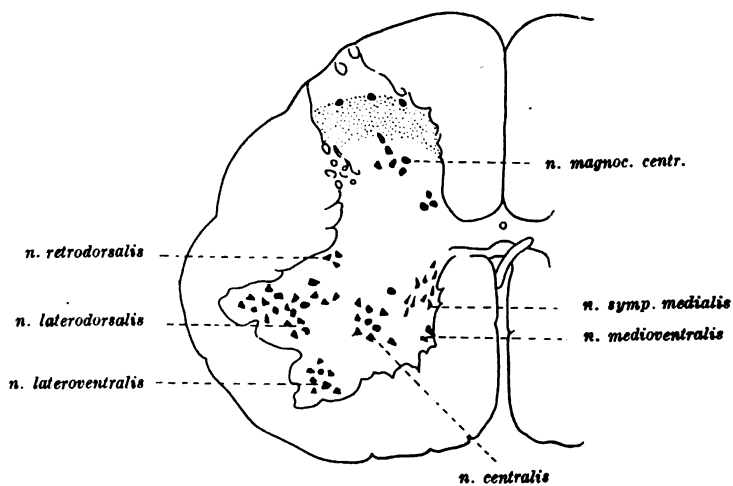 n. magnoc. centr.
n. retrodorsalis
n. symp. medialis
n. laterodorsalis
n. medioventralis
n. lateroventralis
n. centralis